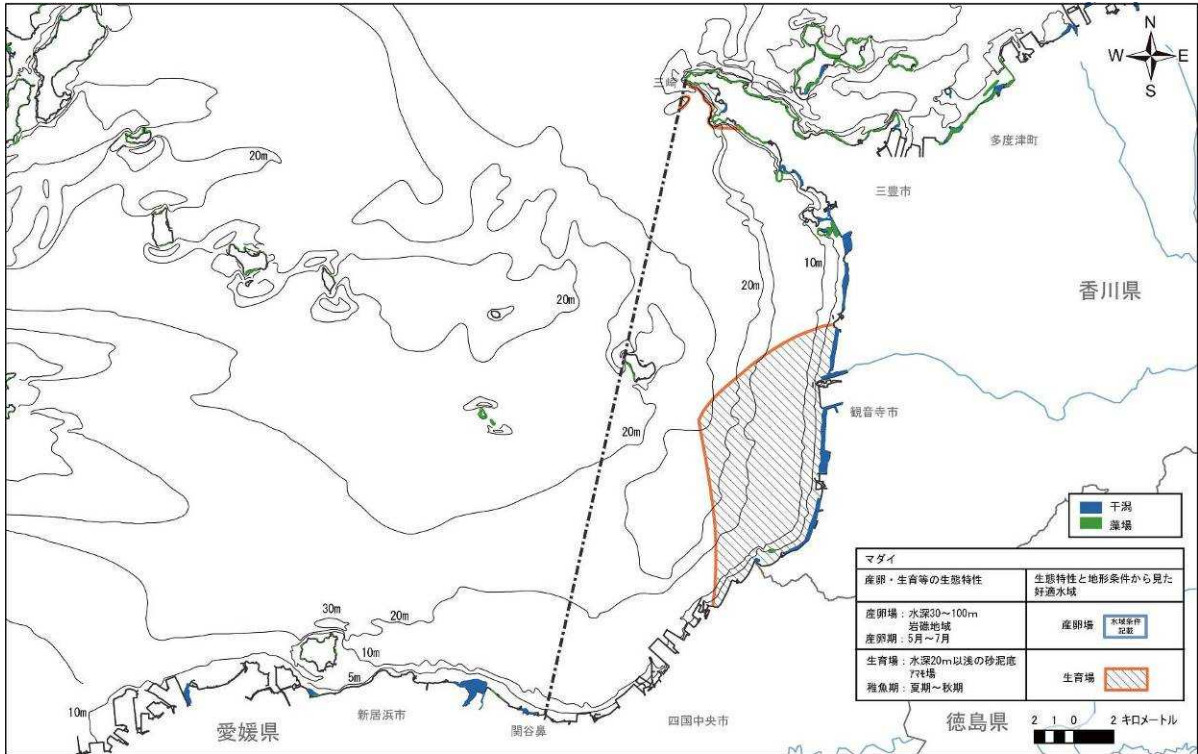 N
W E
S
三崎
多度津町
三豊市
20m
10m
20m
20m
香川県
観音寺市
20m
干潟
藻場
マダイ
産卵・生育等の生態特性
生態特性と地形条件から見た
好適水域
産卵場：水深30～100m
岩礁地域
産卵期：5月～7月
産卵場
水域条件
記載
生育場：水深20m以浅の砂泥底
アマモ場
稚魚期：夏期～秋期
生育場
30m
20m
10m
5m
10m
新居浜市
関谷鼻
四国中央市
愛媛県
徳島県
2 1 0 2 キロメートル